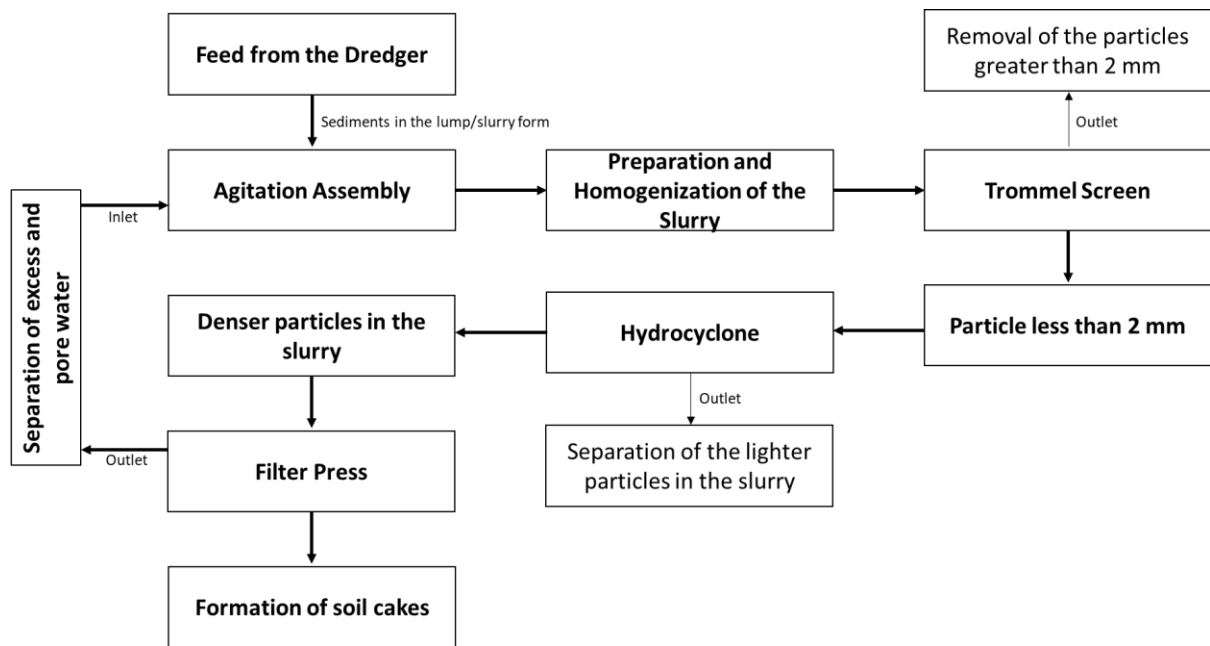 Feed from the Dredger
Removal of the particles
greater than 2 mm
Sediments in the lump/slurry form
Outlet
Agitation Assembly
Preparation and
Homogenization of the
Slurry
Trommel Screen
Separation of excess and
pore water
Inlet
Denser particles in the
slurry
Hydrocyclone
Particle less than 2 mm
Outlet
Filter Press
Outlet
Separation of the lighter
particles in the slurry
Formation of soil cakes